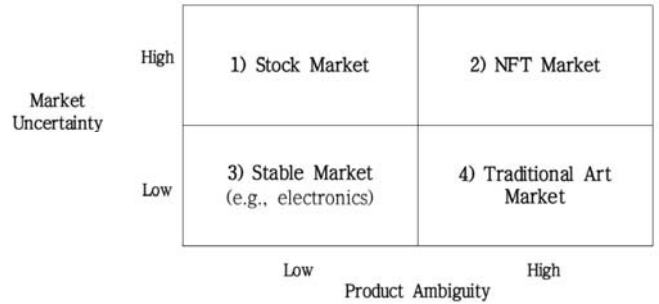 High
1) Stock Market
2) NFT Market
Market
Uncertainty
Low
3) Stable Market
(e.g., electronics)
4) Traditional Art
Market
Low
High
Product Ambiguity